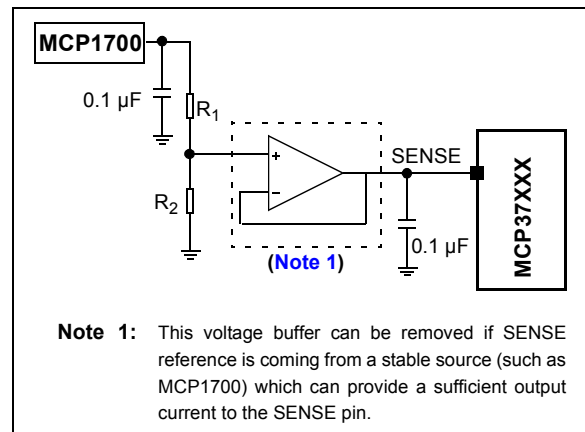 MCP1700
0.1 µF
R1
R2
+
–
SENSE
0.1 µF
MCP37XXX
(Note 1)
Note 1: This voltage buffer can be removed if SENSE
reference is coming from a stable source (such as
MCP1700) which can provide a sufficient output
current to the SENSE pin.